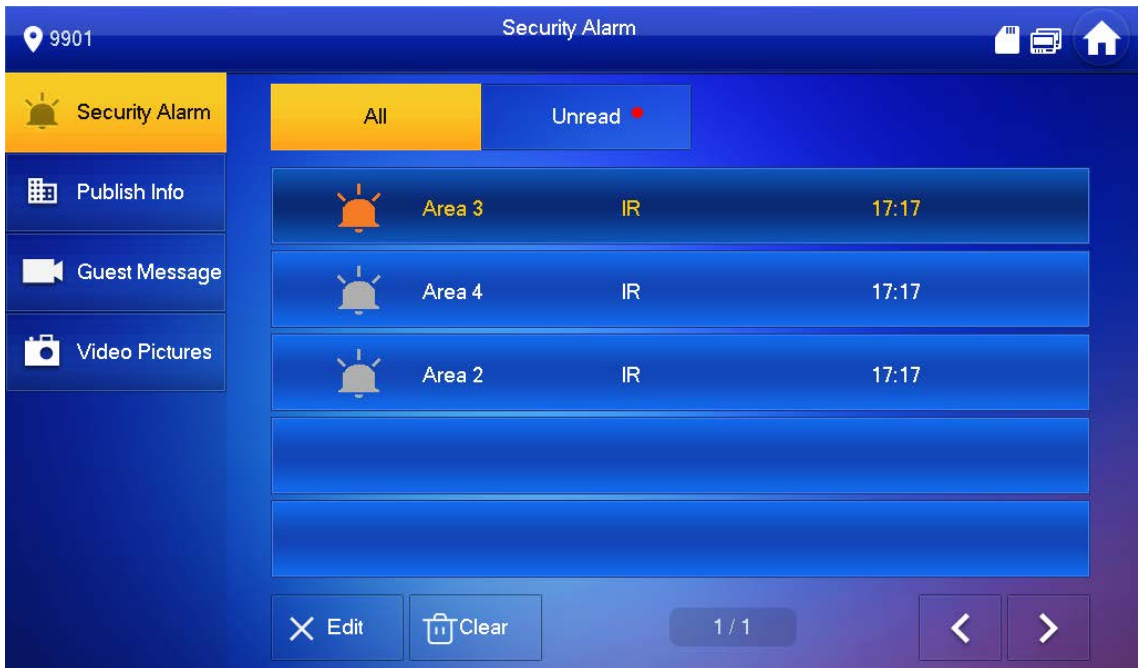 9901
Security Alarm
Security Alarm
Publish Info
Guest Message
Video Pictures
All
Unread
Area 3 IR 17:17
Area 4 IR 17:17
Area 2 IR 17:17
Edit
Clear
1 / 1